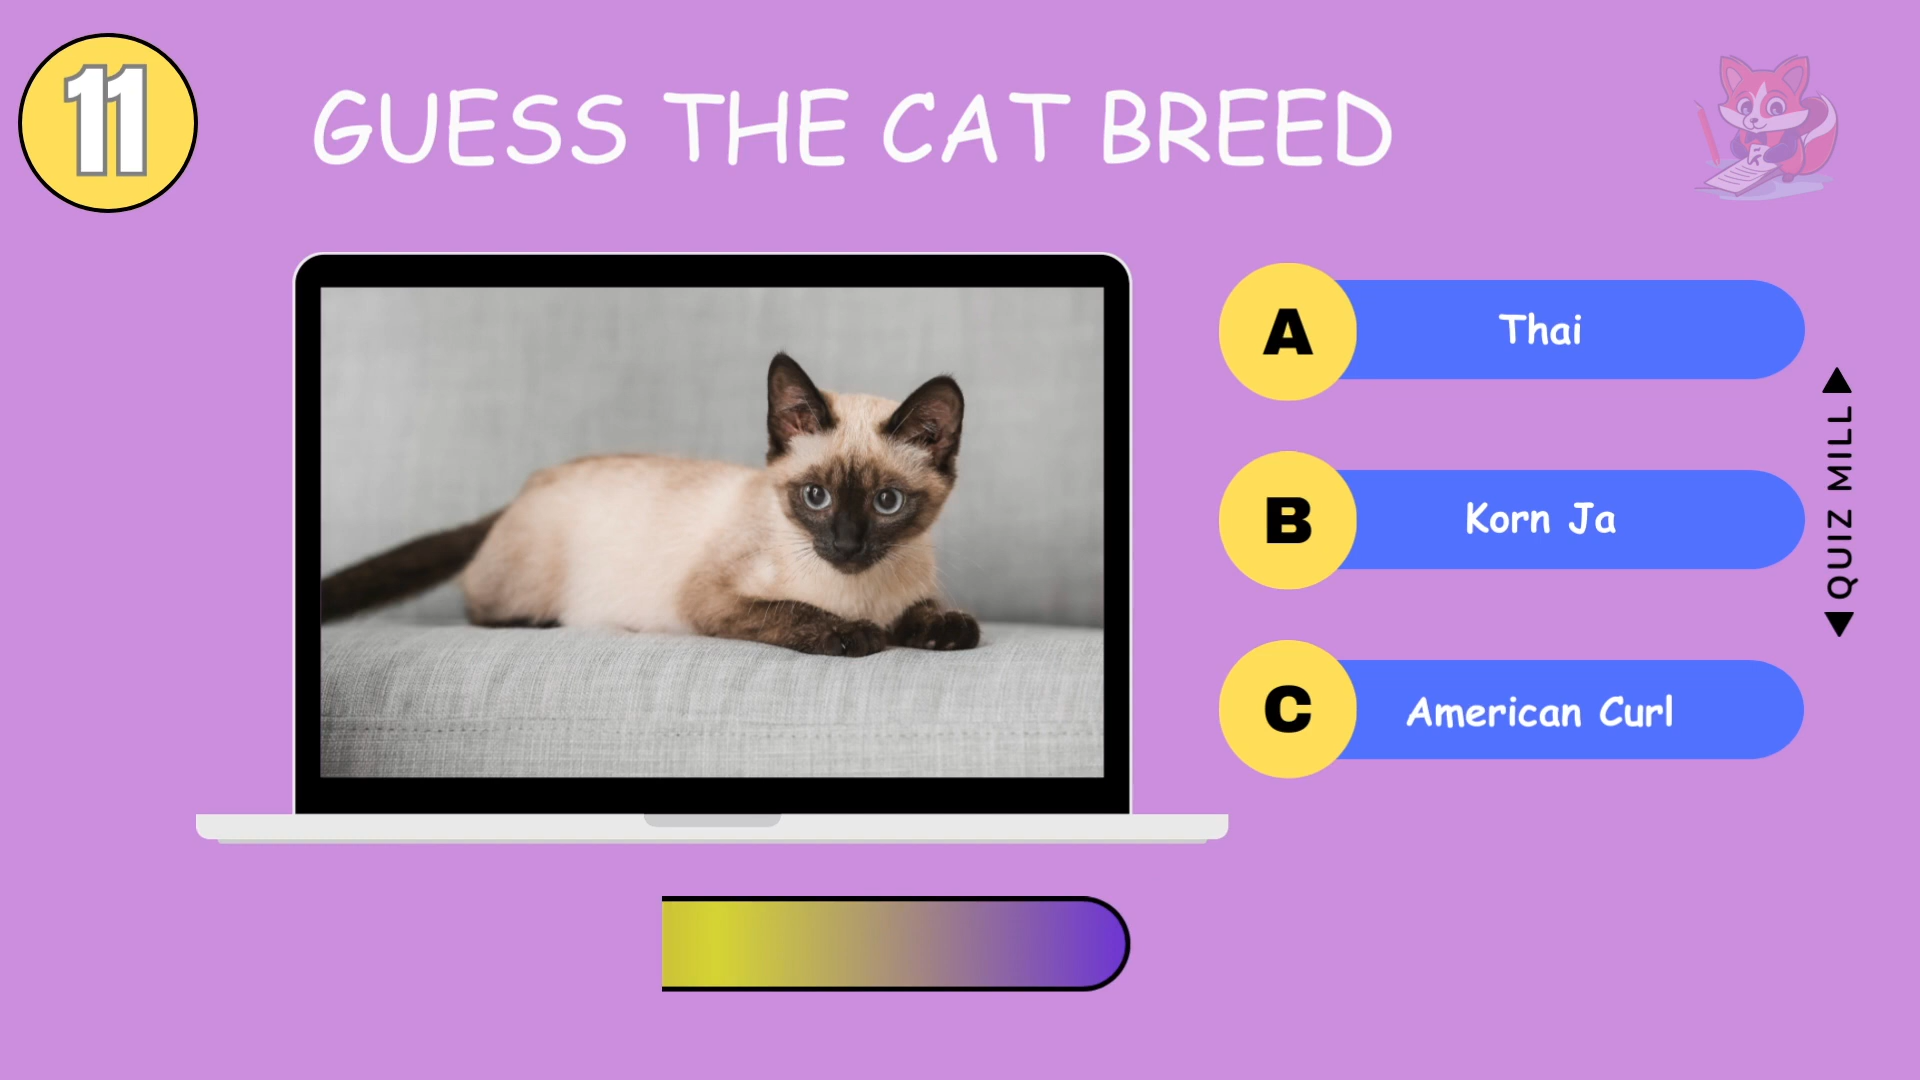 11
GUESS THE CAT BREED
A
Thai
B
Korn Ja
C
American Curl
QUIZ MILL